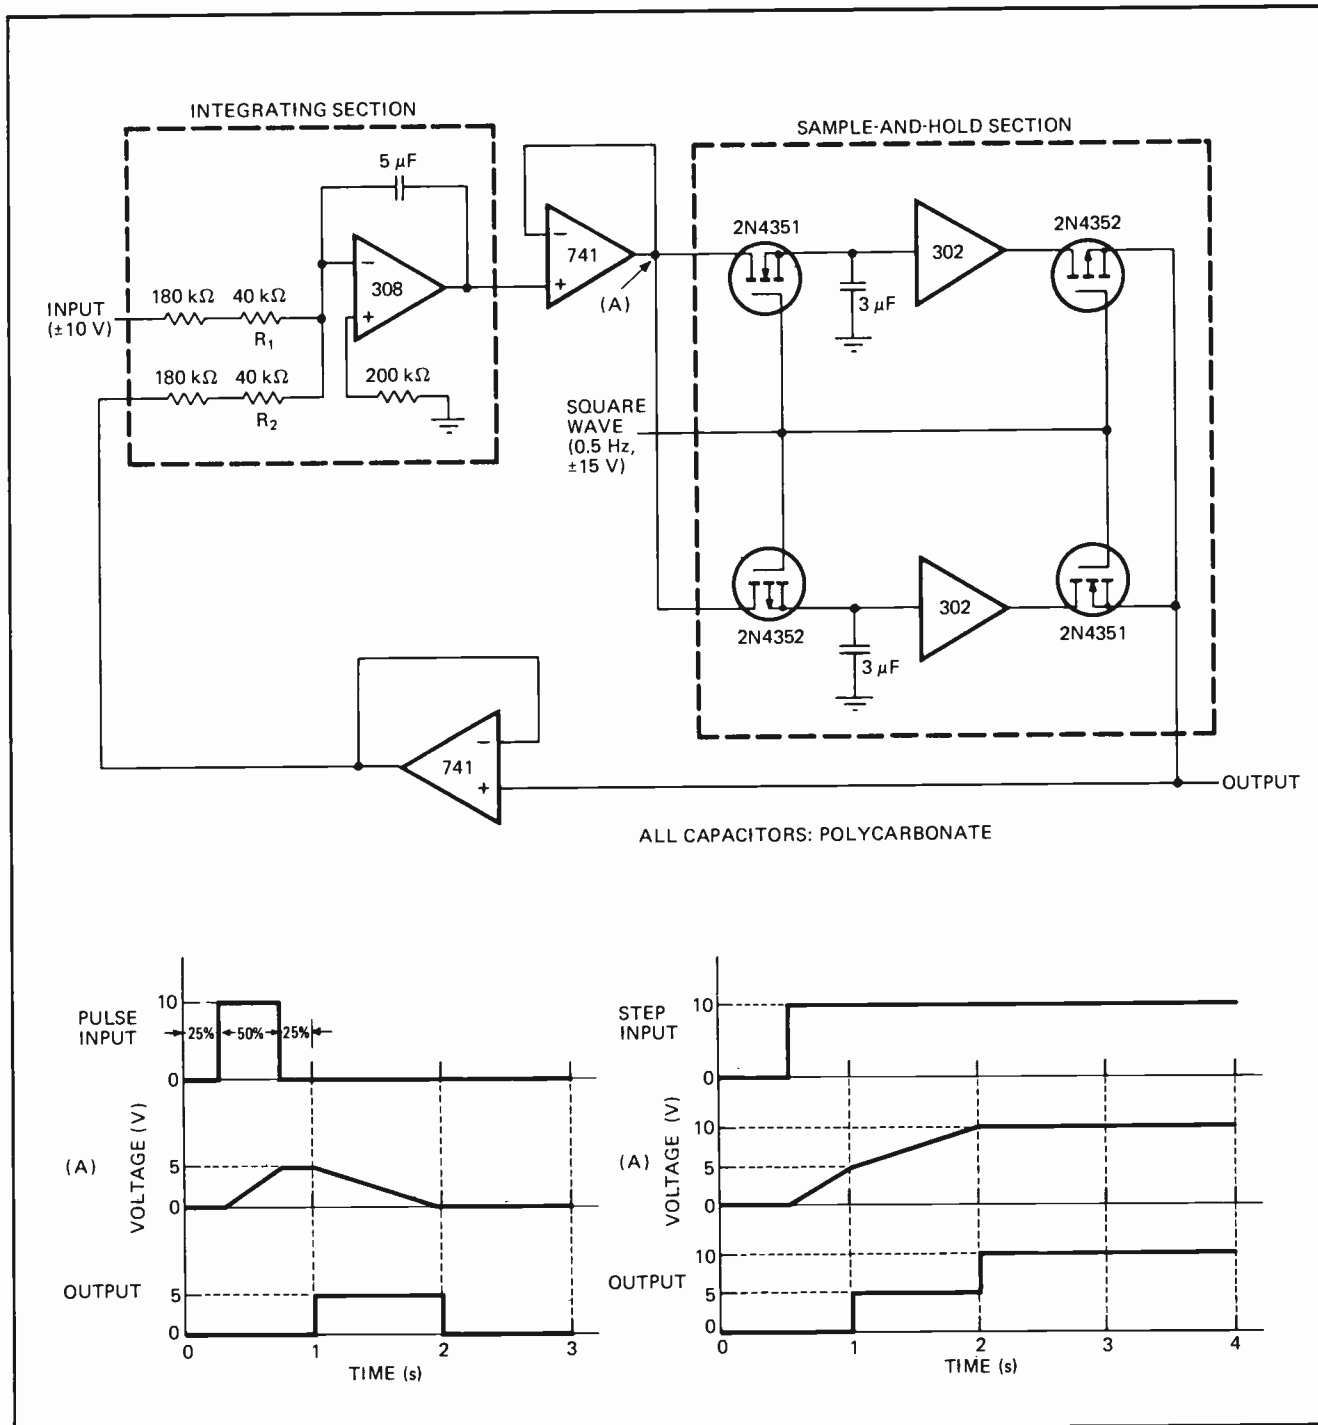 INTEGRATING SECTION
SAMPLE-AND-HOLD SECTION
5 µF
741
(A)
2N4351
302
2N4352
3 µF
INPUT
(±10 V)
180 kΩ
40 kΩ
R1
308
180 kΩ
40 kΩ
R2
200 kΩ
SQUARE
WAVE
(0.5 Hz,
±15 V)
2N4352
302
2N4351
3 µF
741
OUTPUT
ALL CAPACITORS: POLYCARBONATE
PULSE
INPUT
10
25%
50%
25%
0
VOLTAGE (V)
(A)
5
0
OUTPUT
5
0
0
1
2
3
TIME (s)
STEP
INPUT
10
0
VOLTAGE (V)
(A)
10
5
0
OUTPUT
10
5
0
0
1
2
3
4
TIME (s)